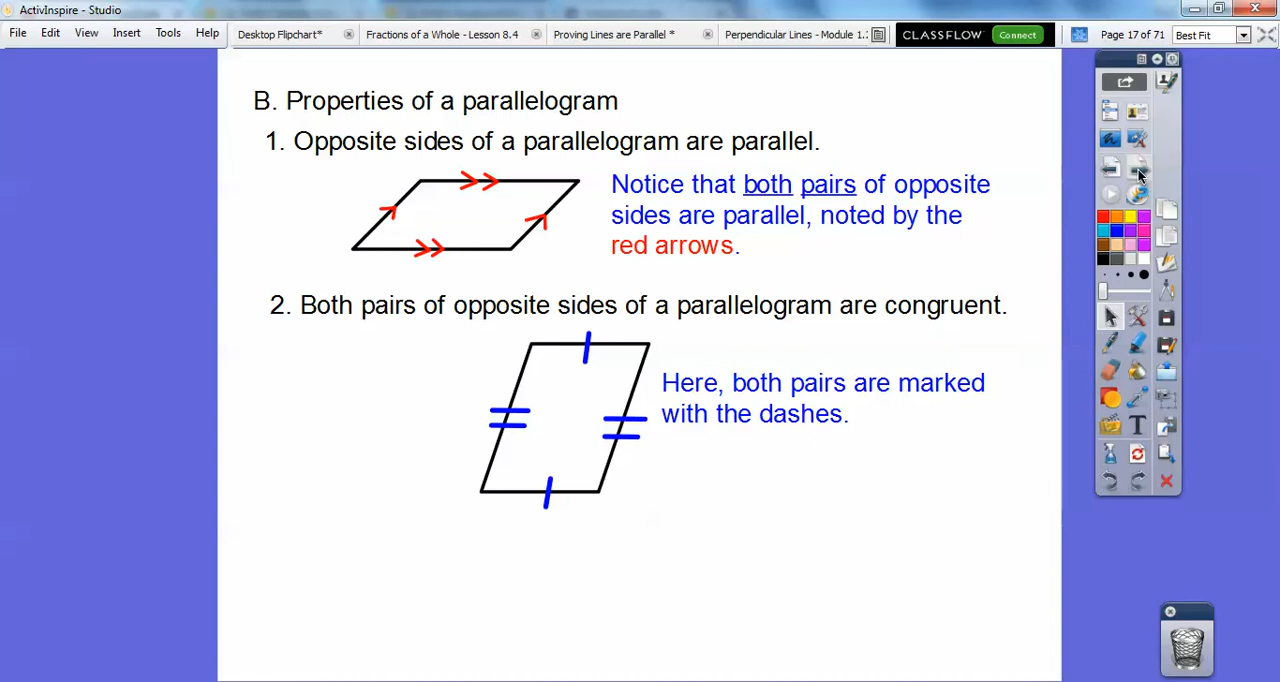 ActivInspire - Studio
File Edit View Insert Tools Help
Desktop Flipchart* Fractions of a Whole - Lesson 8.4 Proving Lines are Parallel * Perpendicular Lines - Module 1.: CLASSFLOW Connect Page 17 of 71 Best Fit
B. Properties of a parallelogram
1. Opposite sides of a parallelogram are parallel.
Notice that both pairs of opposite
sides are parallel, noted by the
red arrows.
2. Both pairs of opposite sides of a parallelogram are congruent.
Here, both pairs are marked
with the dashes.